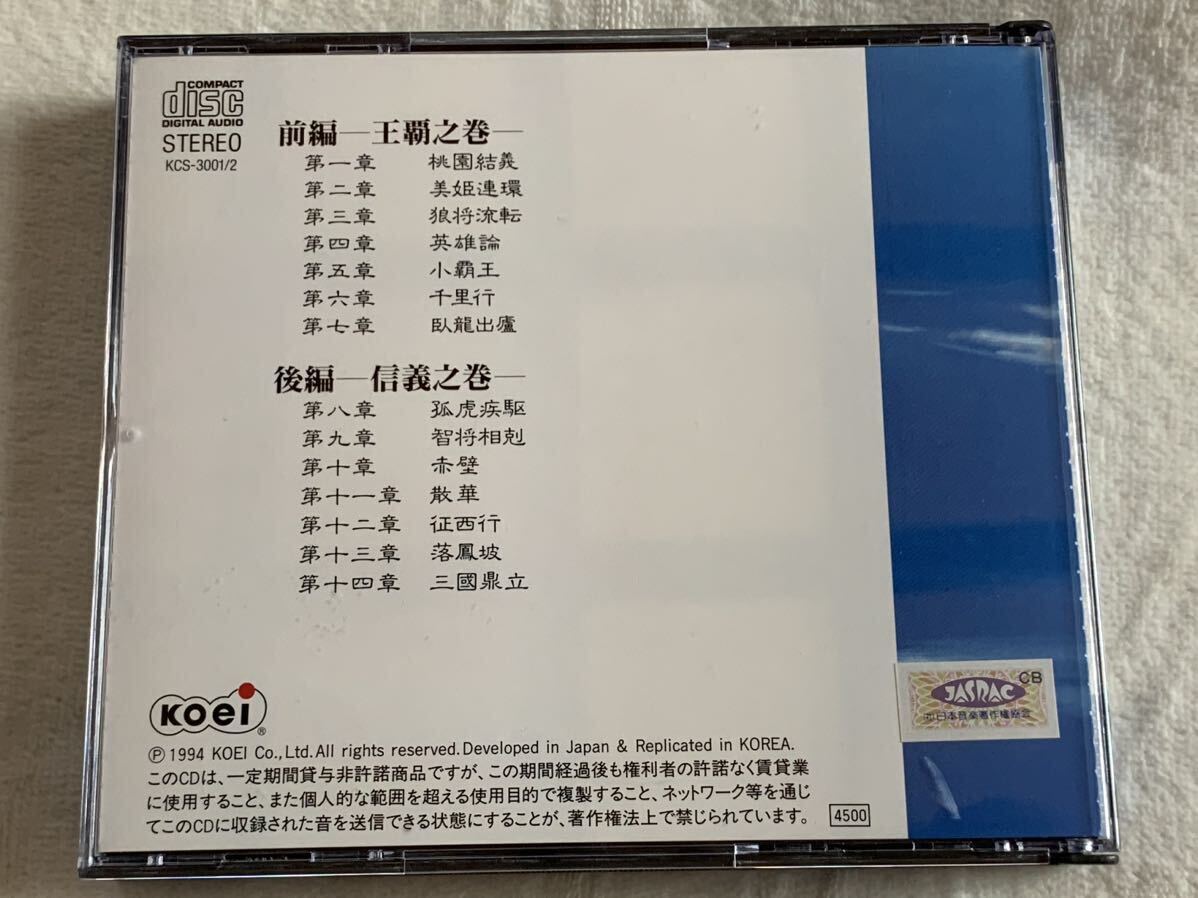 COMPACT
disc
DIGITAL AUDIO
STEREO
KCS-3001/2
前編—王覇之巻—
第一章 桃園結義
第二章 美姫連環
第三章 狼将流転
第四章 英雄論
第五章 小覇王
第六章 千里行
第七章 臥龍出廬
後編—信義之巻—
第八章 孤虎疾駆
第九章 智将相剋
第十章 赤壁
第十一章 散華
第十二章 征西行
第十三章 落鳳坡
第十四章 三國鼎立
KOEI®
CB
JASRAC
(社)日本音楽著作権協会
Ⓟ 1994 KOEI Co.,Ltd. All rights reserved. Developed in Japan & Replicated in KOREA.
このCDは、一定期間貸与非許諾商品ですが、この期間経過後も権利者の許諾なく賃貸業
に使用すること、また個人的な範囲を超える使用目的で複製すること、ネットワーク等を通じ
てこのCDに収録された音を送信できる状態にすることが、著作権法上で禁じられています。
4500